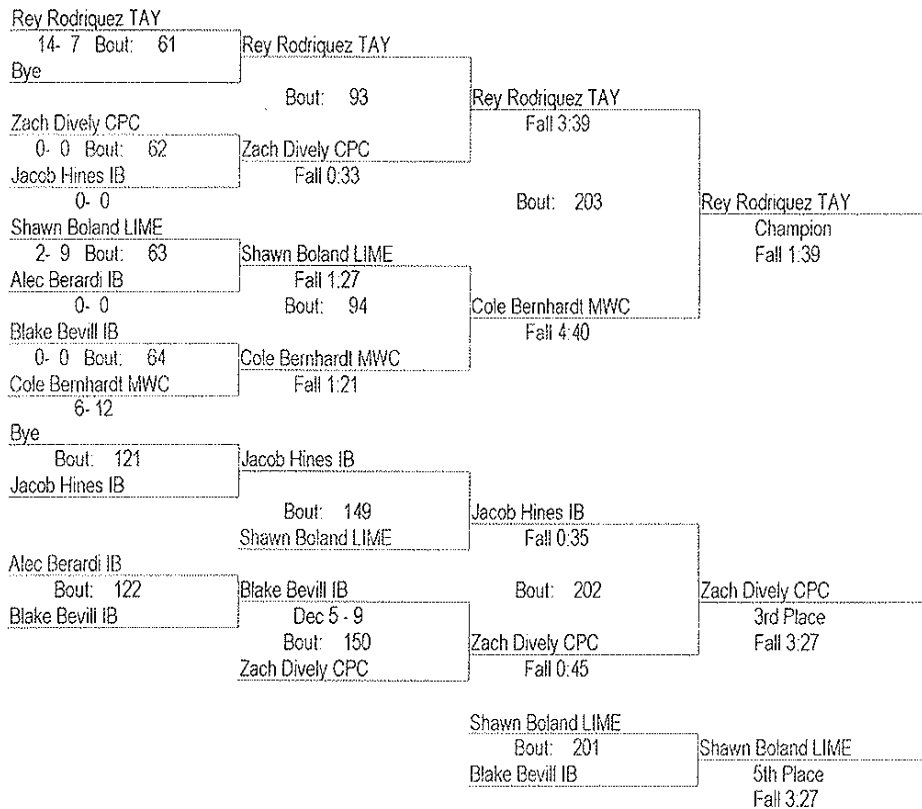 Rey Rodriquez TAY
14- 7 Bout: 61
Bye
Rey Rodriquez TAY
Bout: 93
Zach Dively CPC
0- 0 Bout: 62
Jacob Hines IB
0- 0
Zach Dively CPC
Fall 0:33
Rey Rodriquez TAY
Fall 3:39
Shawn Boland LIME
2- 9 Bout: 63
Alec Berardi IB
0- 0
Shawn Boland LIME
Fall 1:27
Bout: 94
Blake Bevill IB
0- 0 Bout: 64
Cole Bernhardt MWC
6- 12
Cole Bernhardt MWC
Fall 1:21
Cole Bernhardt MWC
Fall 4:40
Bout: 203
Rey Rodriquez TAY
Champion
Fall 1:39
Bye
Bout: 121
Jacob Hines IB
Jacob Hines IB
Bout: 149
Shawn Boland LIME
Jacob Hines IB
Fall 0:35
Alec Berardi IB
Bout: 122
Blake Bevill IB
Blake Bevill IB
Dec 5 - 9
Bout: 150
Zach Dively CPC
Zach Dively CPC
Fall 0:45
Bout: 202
Zach Dively CPC
3rd Place
Fall 3:27
Shawn Boland LIME
Bout: 201
Blake Bevill IB
Shawn Boland LIME
5th Place
Fall 3:27